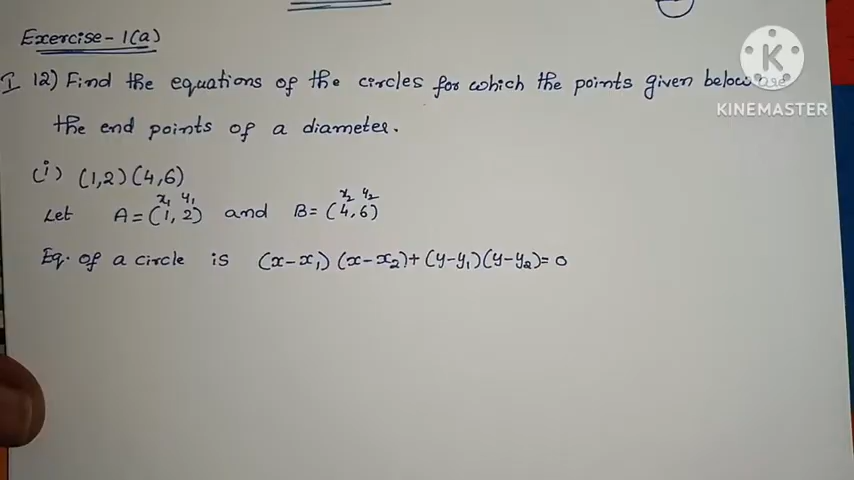 Exercise - 1(a)
I 12) Find the equations of the circles for which the points given below are
the end points of a diameter.
(i) (1,2) (4,6)
x₁ y₁ x₂ y₂
Let A = (1, 2) and B = (4, 6)
Eq. of a circle is (x-x₁) (x-x₂) + (y-y₁) (y-y₂) = 0
K
KINEMASTER